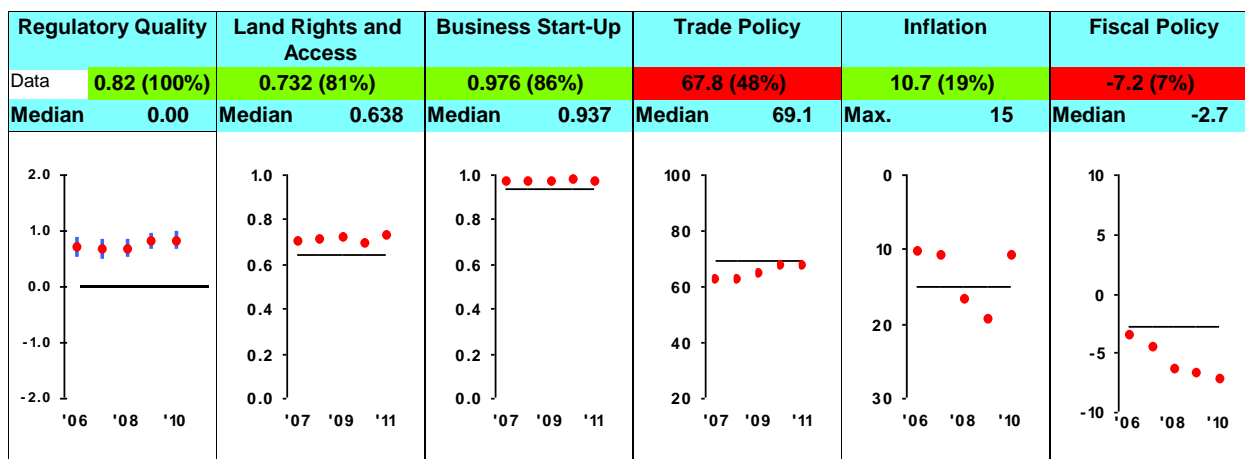 Regulatory Quality
Data 0.82 (100%)
Median 0.00
2.0
1.0
0.0
-1.0
-2.0
'06 '08 '10
Land Rights and
Access
0.732 (81%)
Median 0.638
1.0
0.8
0.6
0.4
0.2
0.0
'07 '09 '11
Business Start-Up
0.976 (86%)
Median 0.937
1.0
0.8
0.6
0.4
0.2
0.0
'07 '09 '11
Trade Policy
67.8 (48%)
Median 69.1
100
80
60
40
20
'07 '09 '11
Inflation
10.7 (19%)
Max. 15
0
10
20
30
'06 '08 '10
Fiscal Policy
-7.2 (7%)
Median -2.7
10
5
0
-5
-10
'06 '08 '10